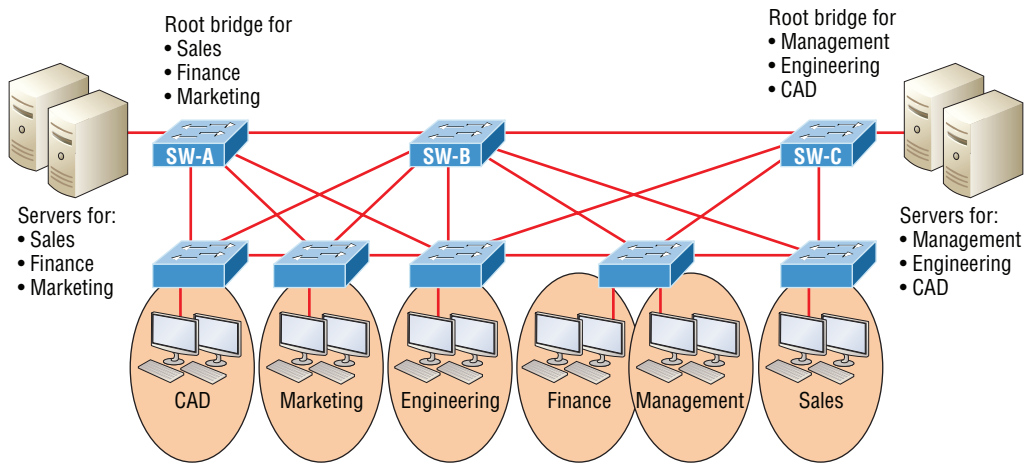 Root bridge for
• Sales
• Finance
• Marketing
Root bridge for
• Management
• Engineering
• CAD
SW-A
SW-B
SW-C
Servers for:
• Sales
• Finance
• Marketing
Servers for:
• Management
• Engineering
• CAD
CAD
Marketing
Engineering
Finance
Management
Sales